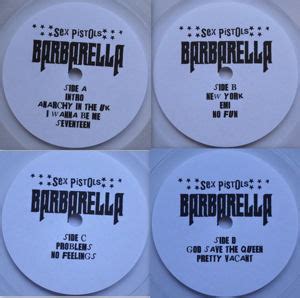 SEX PISTOLS
BARBARELLA
SIDE A
INTRO
ANARCHY IN THE UK
I WANNA BE ME
SEVENTEEN
SEX PISTOLS
BARBARELLA
SIDE B
NEW YORK
EMI
NO FUN
SEX PISTOLS
BARBARELLA
SIDE C
PROBLEMS
NO FEELINGS
SEX PISTOLS
BARBARELLA
SIDE D
GOD SAVE THE QUEEN
PRETTY VACANT